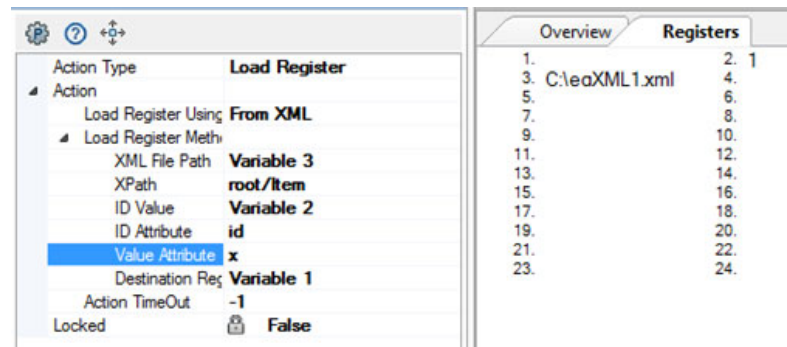 Action Type Load Register
Action
Load Register Using From XML
Load Register Meth
XML File Path Variable 3
XPath root/Item
ID Value Variable 2
ID Attribute id
Value Attribute x
Destination Reg Variable 1
Action TimeOut -1
Locked False
Overview Registers
1. 2. 1
3. C:\eaXML1.xml 4.
5. 6.
7. 8.
9. 10.
11. 12.
13. 14.
15. 16.
17. 18.
19. 20.
21. 22.
23. 24.